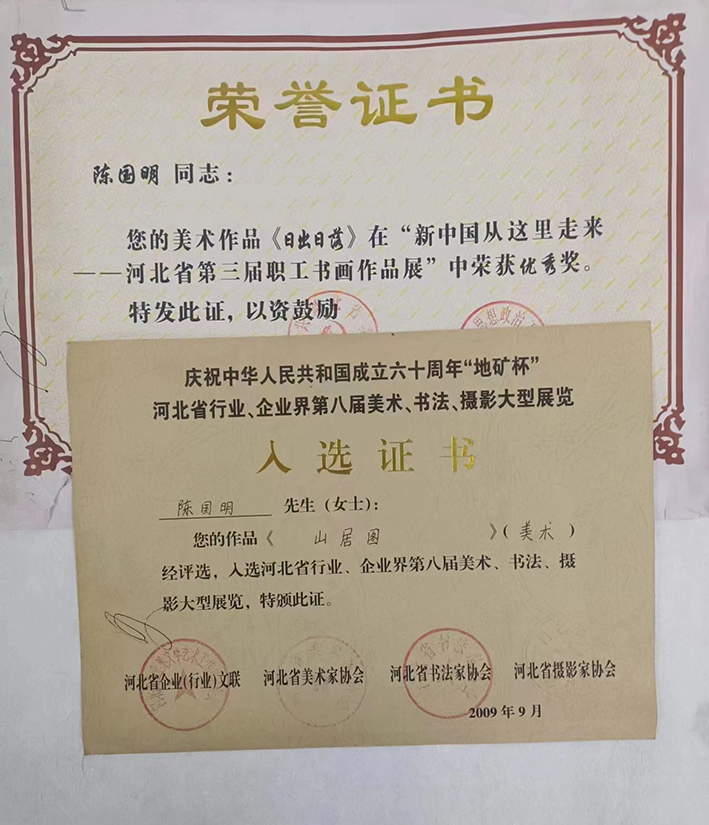 荣誉证书
陈国明 同志：
您的美术作品《日出日落》在“新中国从这里走来
——河北省第三届职工书画作品展”中荣获优秀奖。
特发此证，以资鼓励
庆祝中华人民共和国成立六十周年“地矿杯”
河北省行业、企业界第八届美术、书法、摄影大型展览
入选证书
陈国明 先生（女士）：
您的作品《 山居图 》（美术）
经评选，入选河北省行业、企业界第八届美术、书法、摄
影大型展览，特颁此证。
河北省企业(行业)文联 河北省美术家协会 河北省书法家协会 河北省摄影家协会
2009 年 9 月